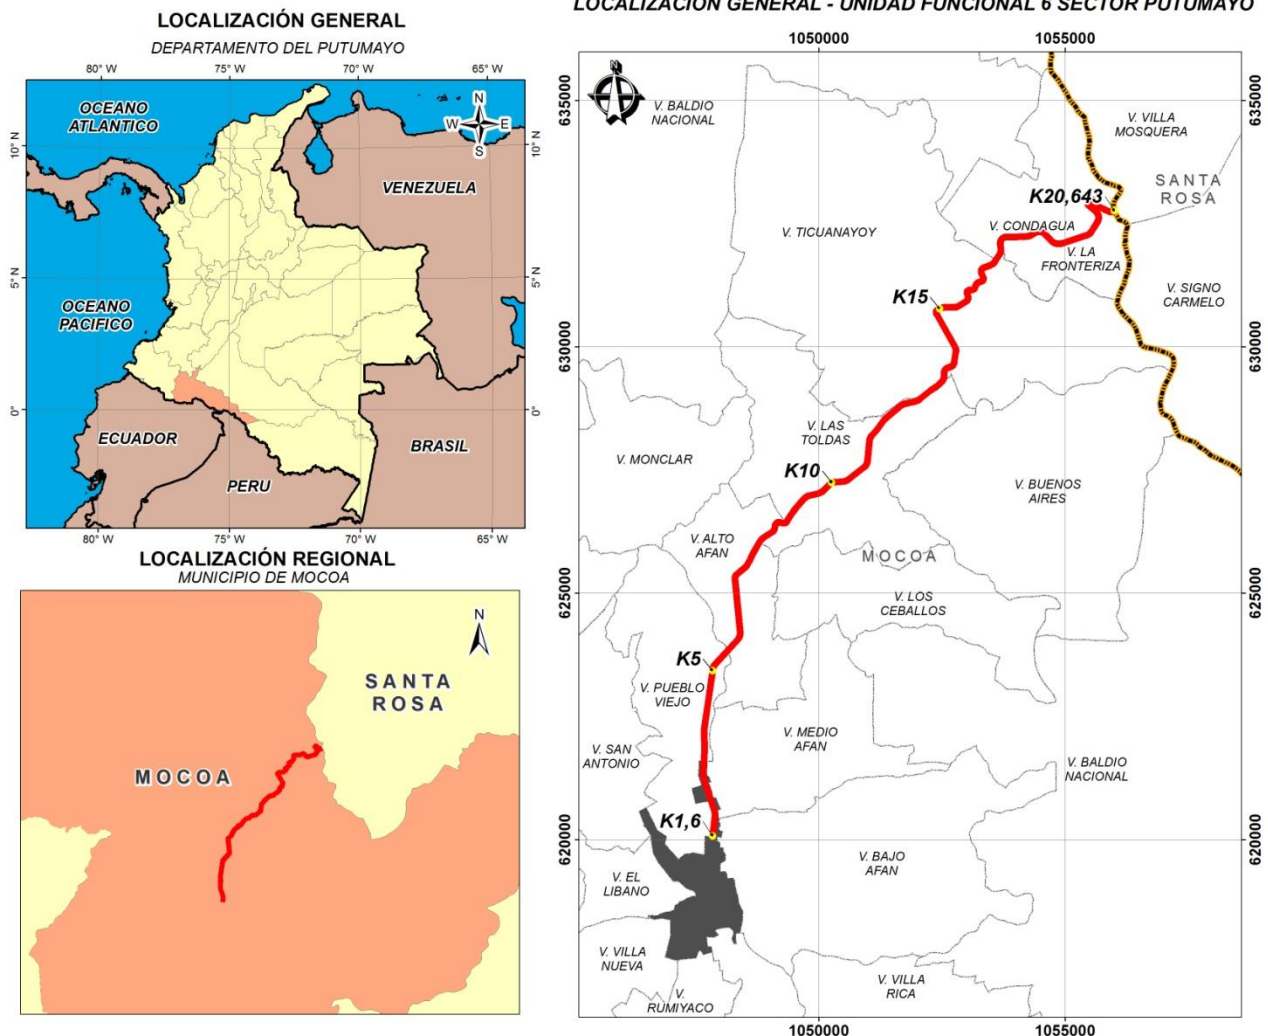 LOCALIZACIÓN GENERAL
DEPARTAMENTO DEL PUTUMAYO
80° W
75° W
70° W
65° W
OCEANO
ATLANTICO
N
W
E
S
10° N
10° N
VENEZUELA
5° N
5° N
OCEANO
PACIFICO
0°
0°
ECUADOR
BRASIL
PERU
80° W
75° W
70° W
65° W
LOCALIZACIÓN REGIONAL
MUNICIPIO DE MOCOA
N
SANTA
ROSA
MOCOA
LOCALIZACIÓN GENERAL - UNIDAD FUNCIONAL 6 SECTOR PUTUMAYO
1050000
1055000
N
635000
635000
V. BALDIO
NACIONAL
V. VILLA
MOSQUERA
SANTA
ROSA
K20,643
V. TICUANAYOY
V. CONDAGUA
V. LA
FRONTERIZA
K15
V. SIGNO
CARMELO
630000
630000
V. LAS
TOLDAS
V. MONCLAR
K10
V. BUENOS
AIRES
V. ALTO
AFAN
MOCOA
625000
625000
V. LOS
CEBALLOS
K5
V. PUEBLO
VIEJO
V. MEDIO
AFAN
V. SAN
ANTONIO
V. BALDIO
NACIONAL
K1,6
620000
620000
V. BAJO
AFAN
V. EL
LIBANO
V. VILLA
NUEVA
V. VILLA
RICA
V.
RUMIYACO
1050000
1055000